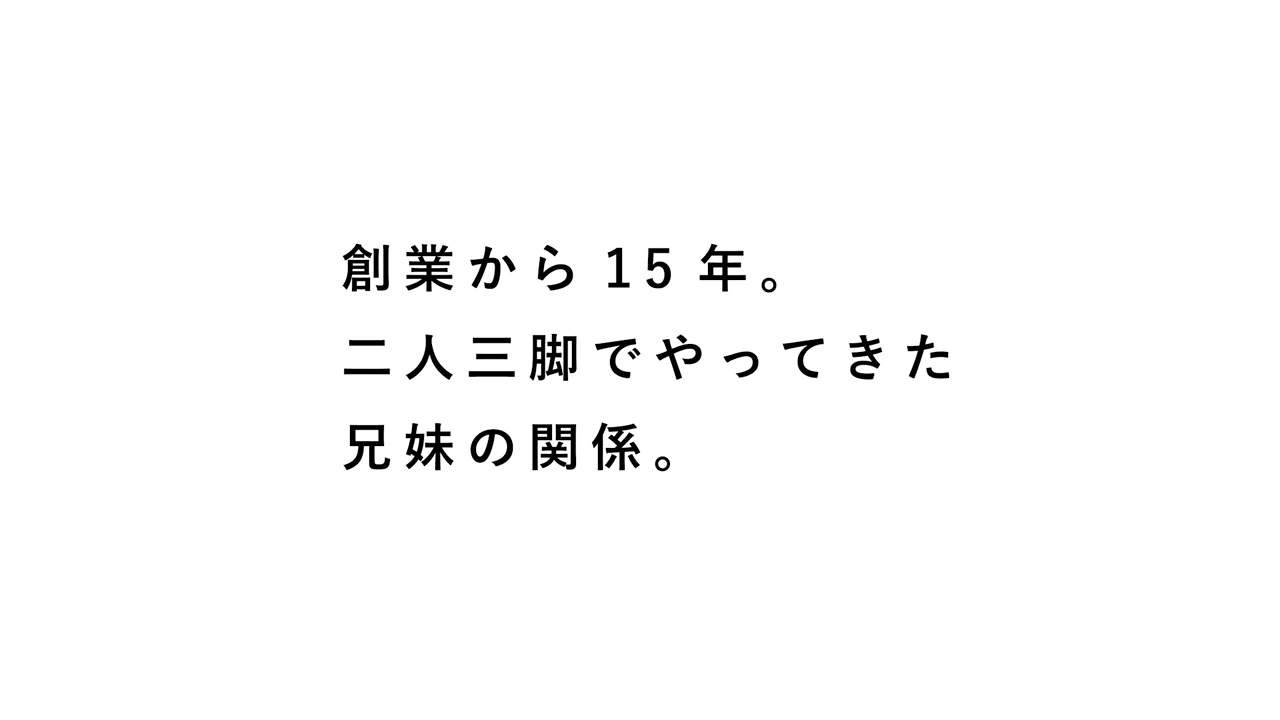 創業から15年。
二人三脚でやってきた
兄妹の関係。